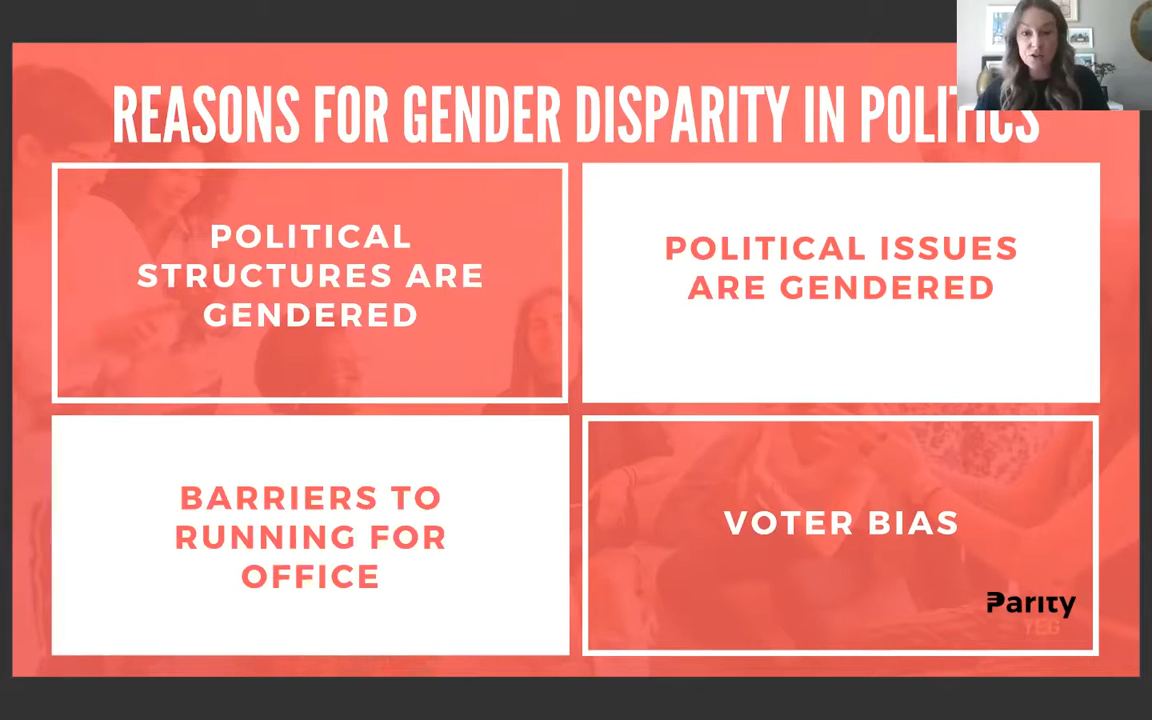 REASONS FOR GENDER DISPARITY IN POLITICS
POLITICAL
STRUCTURES ARE
GENDERED
POLITICAL ISSUES
ARE GENDERED
BARRIERS TO
RUNNING FOR
OFFICE
VOTER BIAS
Parity
YEG